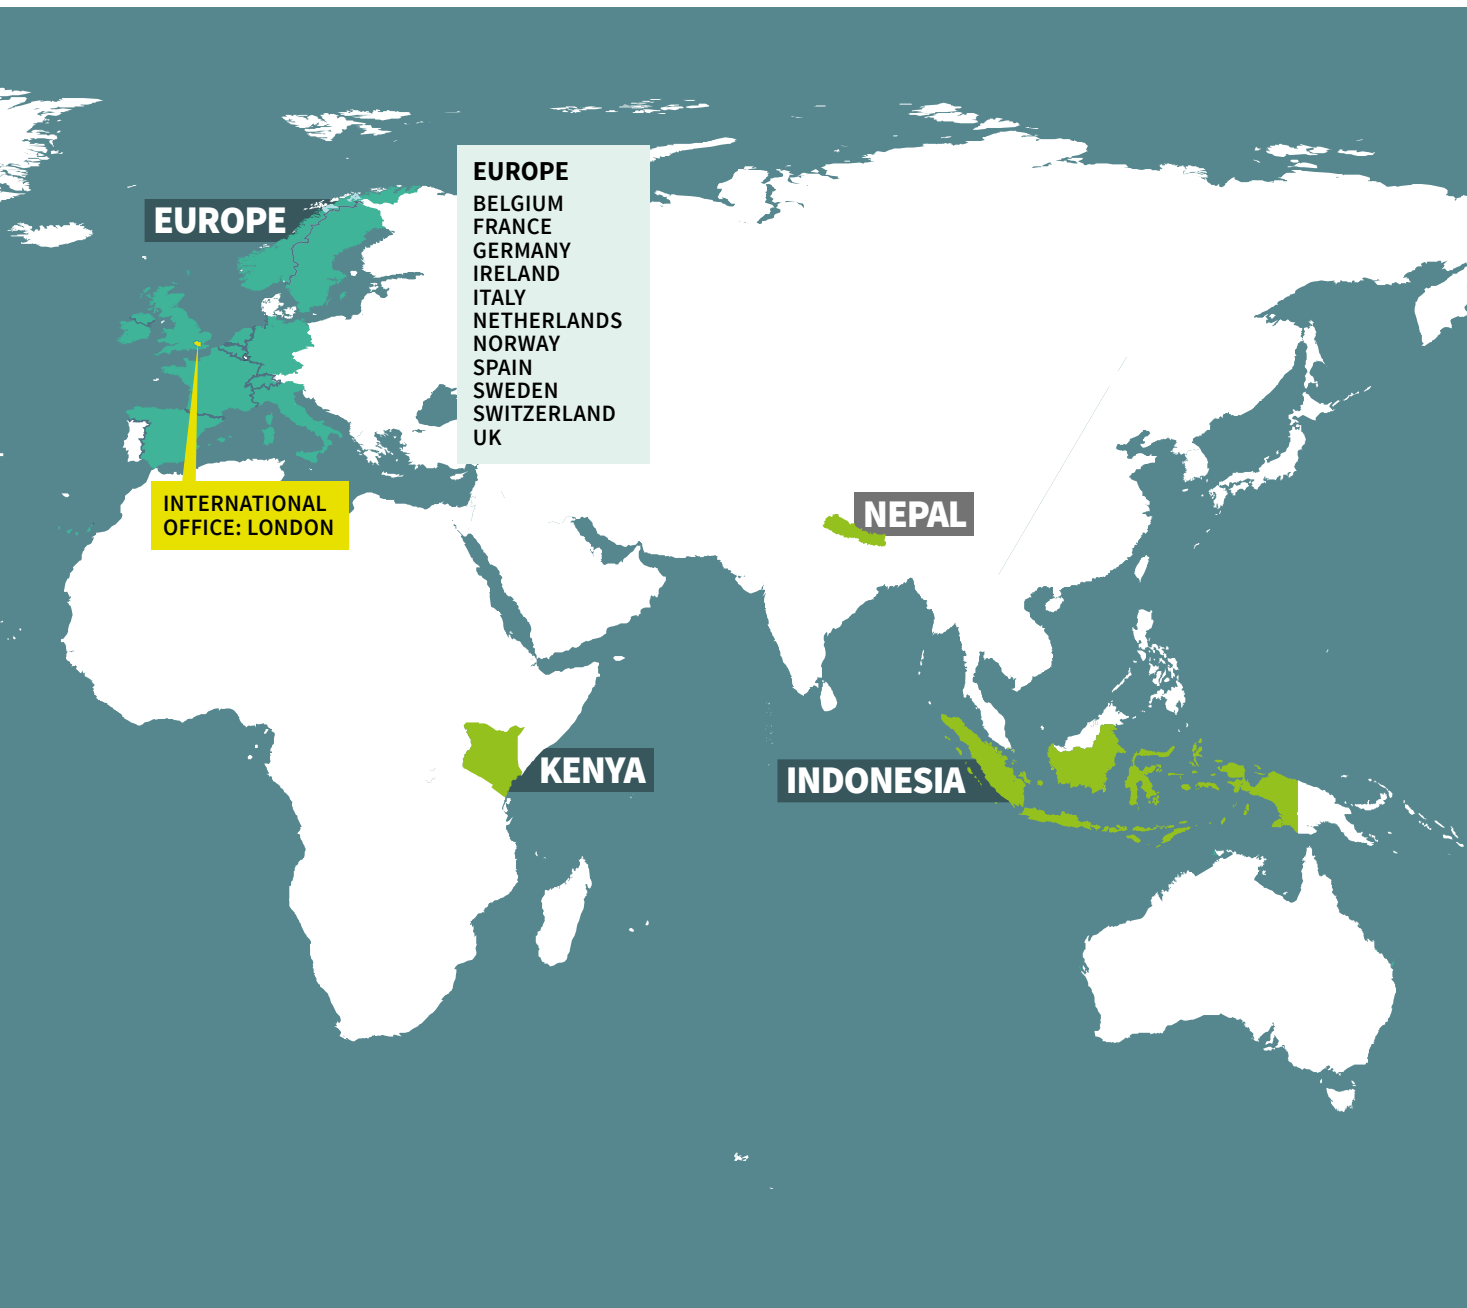 EUROPE
BELGIUM
FRANCE
GERMANY
IRELAND
ITALY
NETHERLANDS
NORWAY
SPAIN
SWEDEN
SWITZERLAND
UK
EUROPE
INTERNATIONAL
OFFICE: LONDON
NEPAL
KENYA
INDONESIA